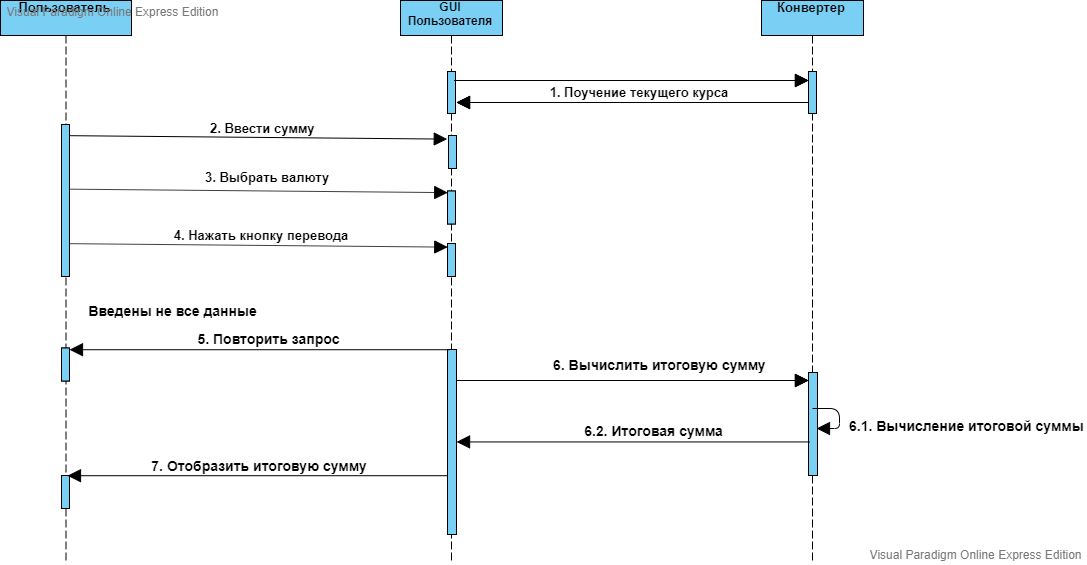 Пользователь
Visual Paradigm Online Express Edition
GUI
Пользователя
Конвертер
1. Поучение текущего курса
2. Ввести сумму
3. Выбрать валюту
4. Нажать кнопку перевода
Введены не все данные
5. Повторить запрос
6. Вычислить итоговую сумму
6.1. Вычисление итоговой суммы
6.2. Итоговая сумма
7. Отобразить итоговую сумму
Visual Paradigm Online Express Edition